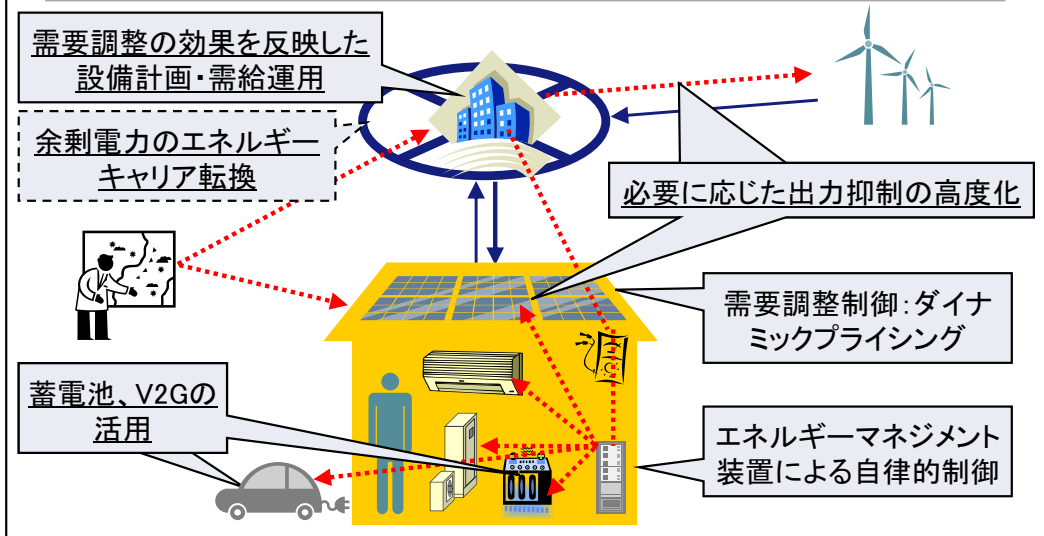 需要調整の効果を反映した
設備計画・需給運用
余剰電力のエネルギー
キャリア転換
必要に応じた出力抑制の高度化
需要調整制御：ダイナ
ミックプライシング
蓄電池、V2Gの
活用
エネルギーマネジメント
装置による自律的制御